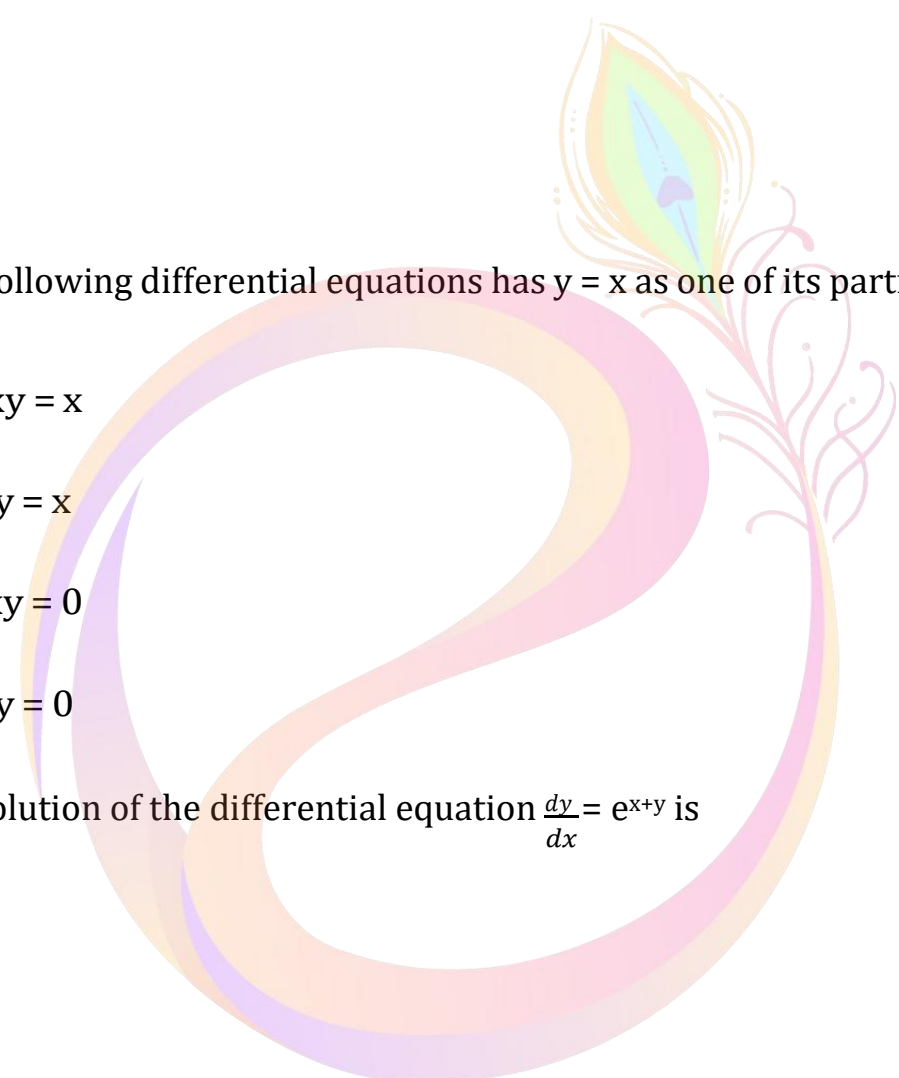 ollowing differential equations has y = x as one of its parti
xy = x
y = x
xy = 0
y = 0
olution of the differential equation dy/dx = eˣ⁺ʸ is